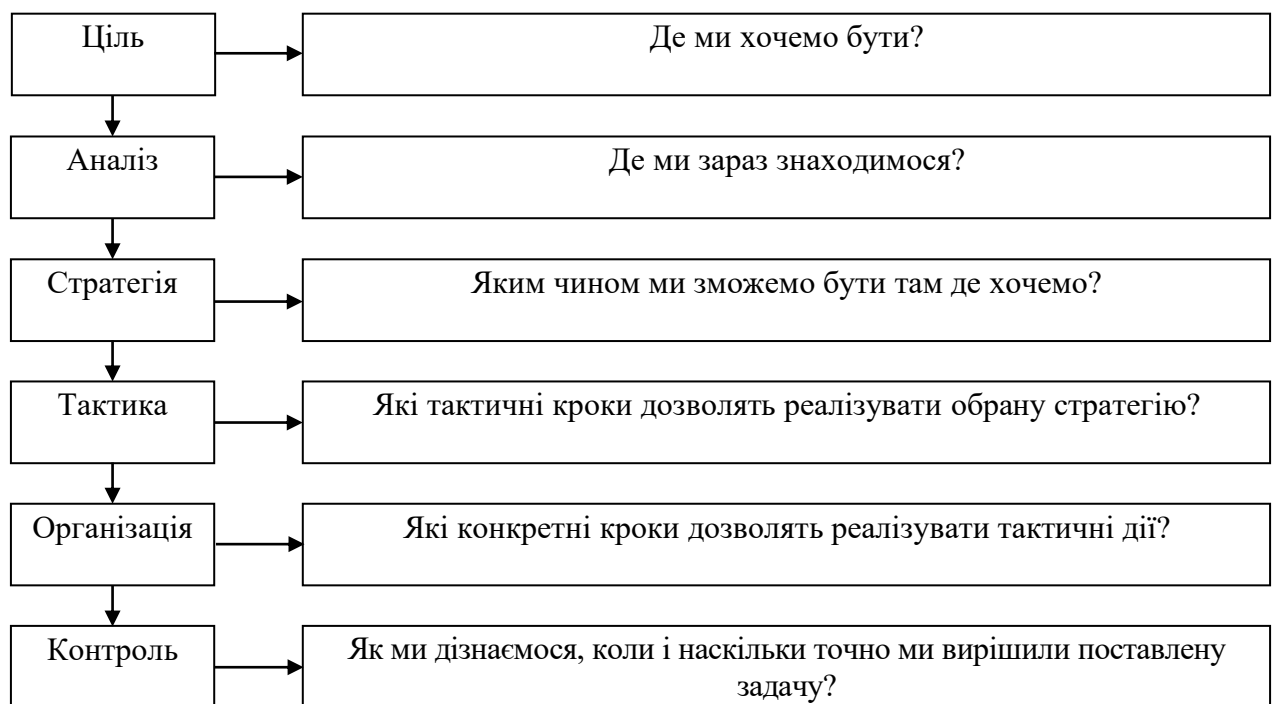 Ціль
Де ми хочемо бути?
Аналіз
Де ми зараз знаходимося?
Стратегія
Яким чином ми зможемо бути там де хочемо?
Тактика
Які тактичні кроки дозволять реалізувати обрану стратегію?
Організація
Які конкретні кроки дозволять реалізувати тактичні дії?
Контроль
Як ми дізнаємося, коли і наскільки точно ми вирішили поставлену
задачу?